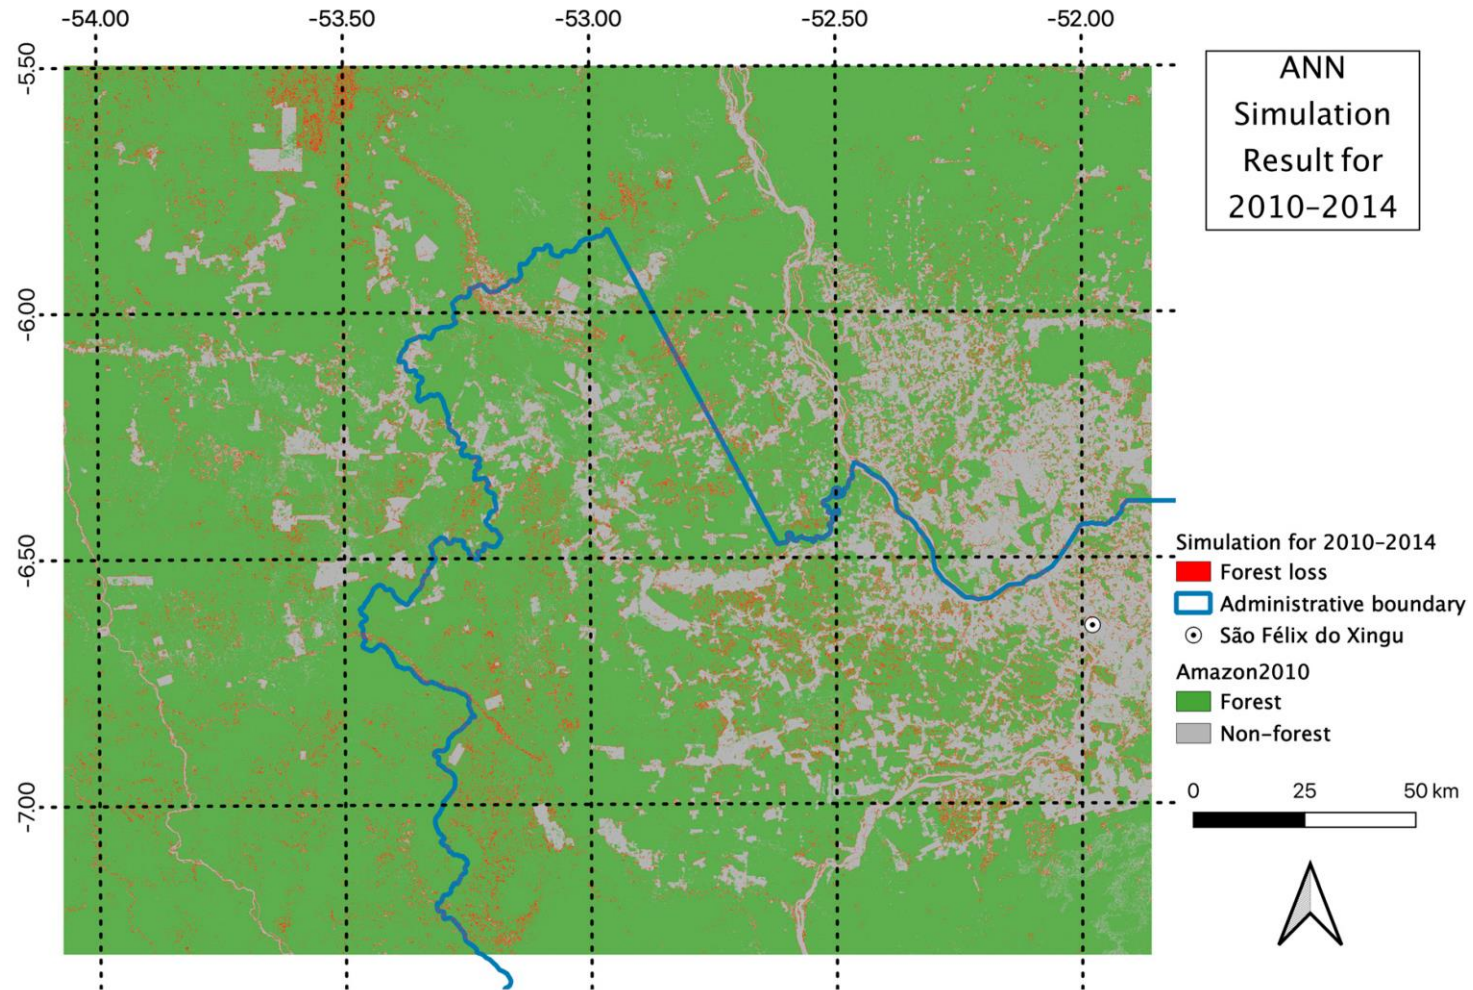 -54.00 -53.50 -53.00 -52.50 -52.00
-5.50
-6.00
-6.50
-7.00
ANN
Simulation
Result for
2010–2014
Simulation for 2010–2014
Forest loss
Administrative boundary
São Félix do Xingu
Amazon2010
Forest
Non-forest
0 25 50 km